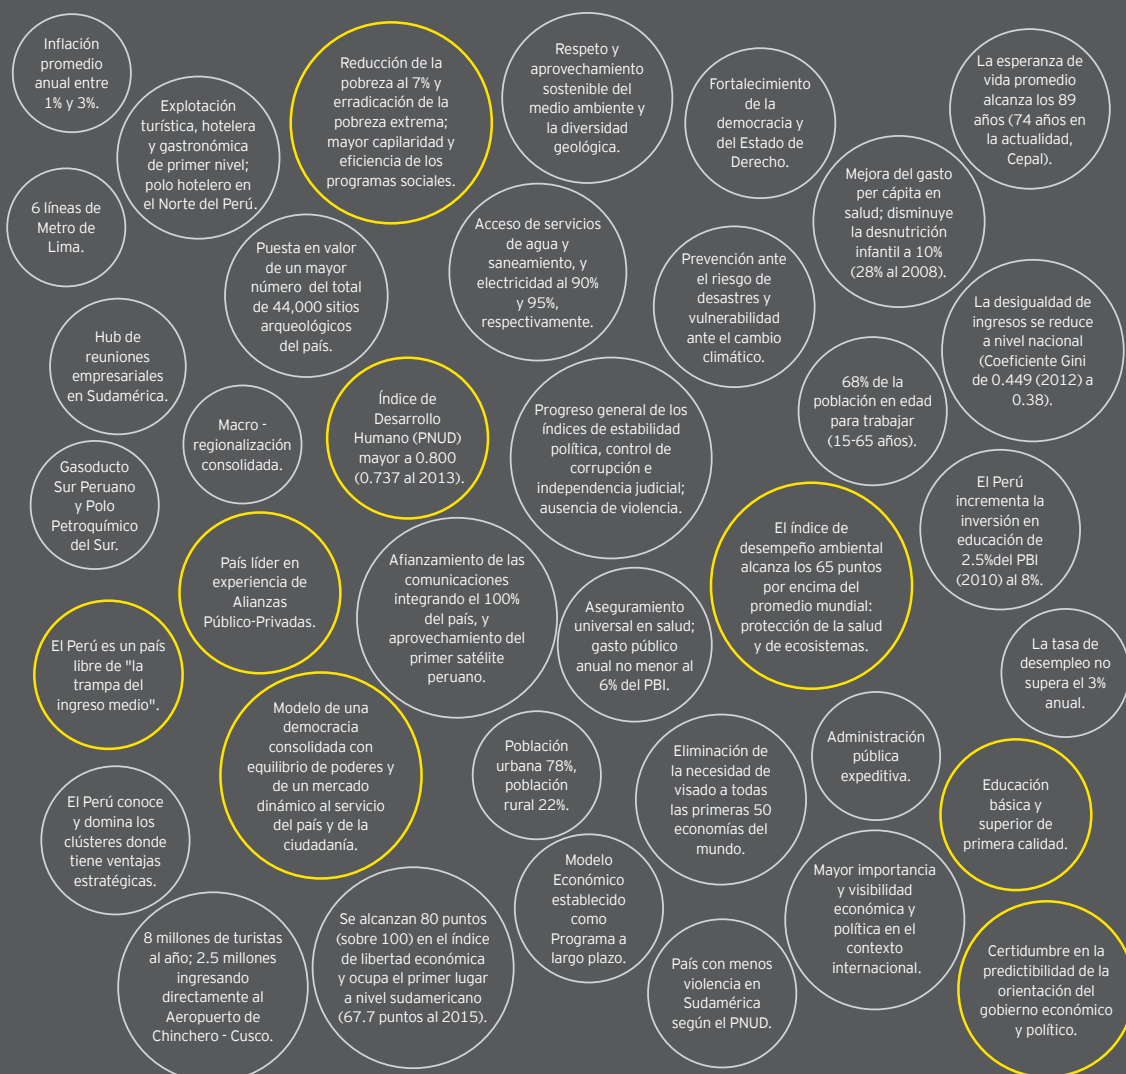 Inflación
promedio
anual entre
1% y 3%.
Explotación
turística, hotelera
y gastronómica
de primer nivel;
polo hotelero en
el Norte del Perú.
Reducción de la
pobreza al 7% y
erradicación de la
pobreza extrema;
mayor capilaridad y
eficiencia de los
programas sociales.
Respeto y
aprovechamiento
sostenible del
medio ambiente y
la diversidad
geológica.
Fortalecimiento
de la
democracia y
del Estado de
Derecho.
La esperanza de
vida promedio
alcanza los 89
años (74 años en
la actualidad,
Cepal).
6 líneas de
Metro de
Lima.
Puesta en valor
de un mayor
número del total
de 44,000 sitios
arqueológicos
del país.
Acceso de servicios
de agua y
saneamiento, y
electricidad al 90%
y 95%,
respectivamente.
Prevención ante
el riesgo de
desastres y
vulnerabilidad
ante el cambio
climático.
Mejora del gasto
per cápita en
salud; disminuye
la desnutrición
infantil a 10%
(28% al 2008).
La desigualdad de
ingresos se reduce
a nivel nacional
(Coeficiente Gini
de 0.449 (2012) a
0.38).
Hub de
reuniones
empresariales
en Sudamérica.
Macro -
regionalización
consolidada.
Índice de
Desarrollo
Humano (PNUD)
mayor a 0.800
(0.737 al 2013).
Progreso general de los
índices de estabilidad
política, control de
corrupción e
independencia judicial;
ausencia de violencia.
68% de la
población en edad
para trabajar
(15-65 años).
Gasoducto
Sur Peruano
y Polo
Petroquímico
del Sur.
País líder en
experiencia de
Alianzas
Público-Privadas.
Afianzamiento de las
comunicaciones
integrando el 100%
del país, y
aprovechamiento del
primer satélite
peruano.
Aseguramiento
universal en salud;
gasto público
anual no menor al
6% del PBI.
El índice de
desempeño ambiental
alcanza los 65 puntos
por encima del
promedio mundial:
protección de la salud
y de ecosistemas.
El Perú
incrementa la
inversión en
educación de
2.5%del PBI
(2010) al 8%.
El Perú es un país
libre de "la
trampa del
ingreso medio".
Modelo de una
democracia
consolidada con
equilibrio de poderes y
de un mercado
dinámico al servicio
del país y de la
ciudadanía.
Población
urbana 78%,
población
rural 22%.
Eliminación de
la necesidad de
visado a todas
las primeras 50
economías del
mundo.
Administración
pública
expeditiva.
La tasa de
desempleo no
supera el 3%
anual.
El Perú conoce
y domina los
clústeres donde
tiene ventajas
estratégicas.
Modelo
Económico
establecido
como
Programa a
largo plazo.
Mayor importancia
y visibilidad
económica y
política en el
contexto
internacional.
Educación
básica y
superior de
primera calidad.
8 millones de turistas
al año; 2.5 millones
ingresando
directamente al
Aeropuerto de
Chinchero - Cusco.
Se alcanzan 80 puntos
(sobre 100) en el índice
de libertad económica
y ocupa el primer lugar
a nivel sudamericano
(67.7 puntos al 2015).
País con menos
violencia en
Sudamérica
según el PNUD.
Certidumbre en la
predictibilidad de la
orientación del
gobierno económico
y político.